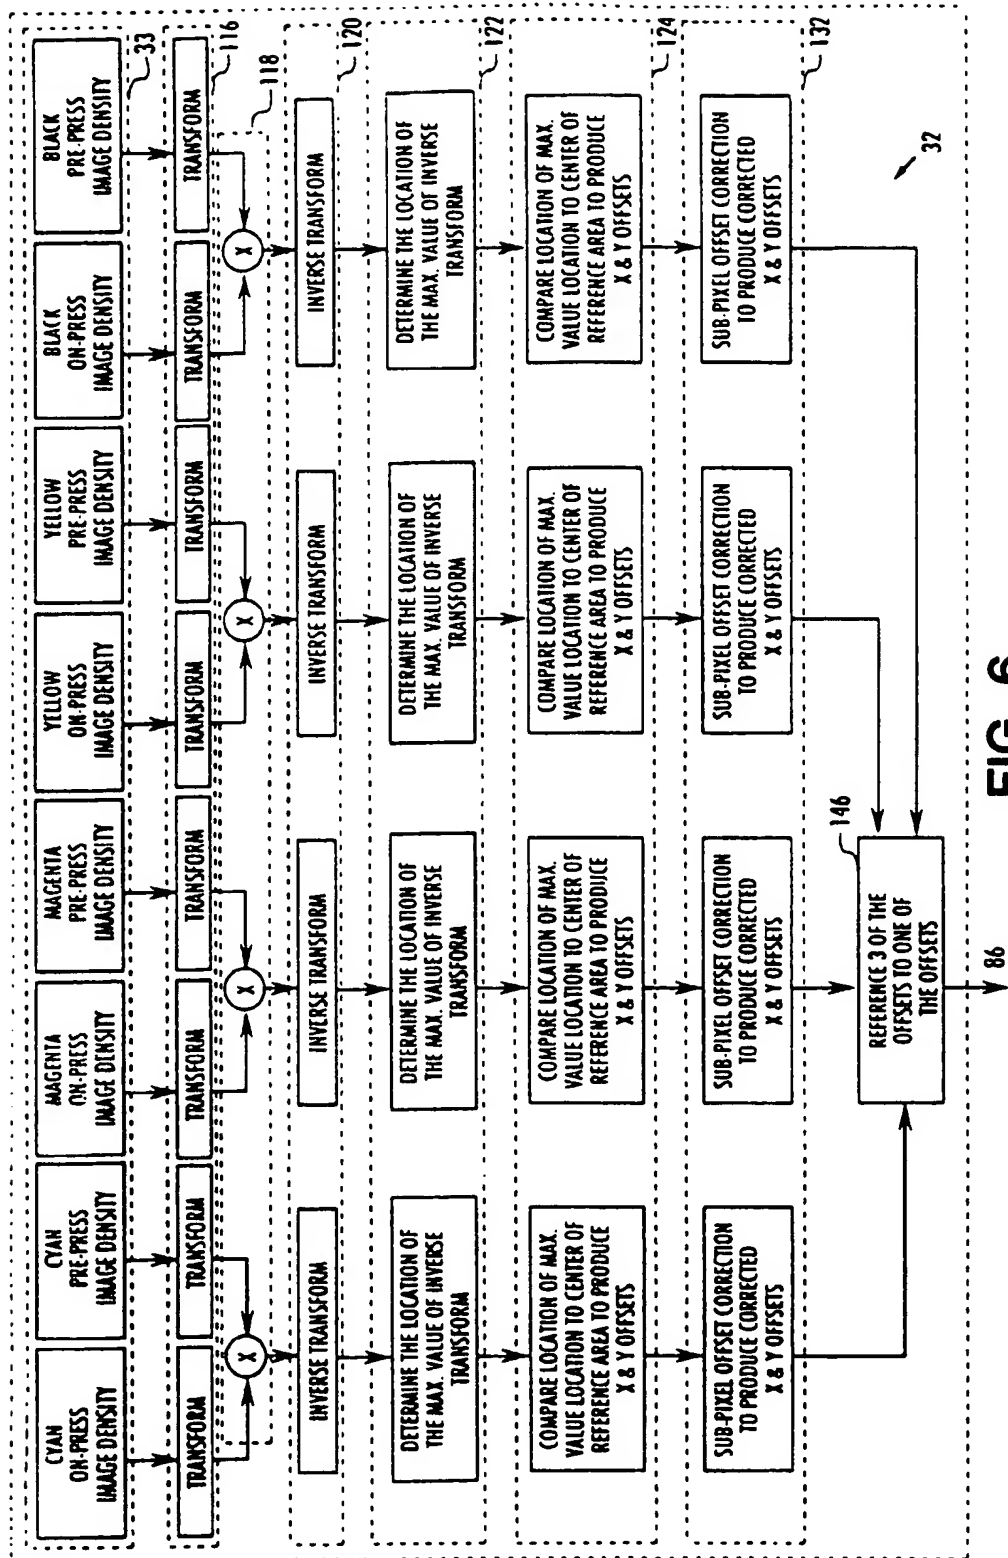 CYAN
ON-PRESS
IMAGE DENSITY
CYAN
PRE-PRESS
IMAGE DENSITY
MAGENTA
ON-PRESS
IMAGE DENSITY
MAGENTA
PRE-PRESS
IMAGE DENSITY
YELLOW
ON-PRESS
IMAGE DENSITY
YELLOW
PRE-PRESS
IMAGE DENSITY
BLACK
ON-PRESS
IMAGE DENSITY
BLACK
PRE-PRESS
IMAGE DENSITY
33
TRANSFORM
TRANSFORM
TRANSFORM
TRANSFORM
TRANSFORM
TRANSFORM
TRANSFORM
TRANSFORM
116
X
X
X
X
118
INVERSE TRANSFORM
INVERSE TRANSFORM
INVERSE TRANSFORM
INVERSE TRANSFORM
120
DETERMINE THE LOCATION OF
THE MAX. VALUE OF INVERSE
TRANSFORM
DETERMINE THE LOCATION OF
THE MAX. VALUE OF INVERSE
TRANSFORM
DETERMINE THE LOCATION OF
THE MAX. VALUE OF INVERSE
TRANSFORM
DETERMINE THE LOCATION OF
THE MAX. VALUE OF INVERSE
TRANSFORM
122
COMPARE LOCATION OF MAX.
VALUE LOCATION TO CENTER OF
REFERENCE AREA TO PRODUCE
X & Y OFFSETS
COMPARE LOCATION OF MAX.
VALUE LOCATION TO CENTER OF
REFERENCE AREA TO PRODUCE
X & Y OFFSETS
COMPARE LOCATION OF MAX.
VALUE LOCATION TO CENTER OF
REFERENCE AREA TO PRODUCE
X & Y OFFSETS
COMPARE LOCATION OF MAX.
VALUE LOCATION TO CENTER OF
REFERENCE AREA TO PRODUCE
X & Y OFFSETS
124
SUB-PIXEL OFFSET CORRECTION
TO PRODUCE CORRECTED
X & Y OFFSETS
SUB-PIXEL OFFSET CORRECTION
TO PRODUCE CORRECTED
X & Y OFFSETS
SUB-PIXEL OFFSET CORRECTION
TO PRODUCE CORRECTED
X & Y OFFSETS
SUB-PIXEL OFFSET CORRECTION
TO PRODUCE CORRECTED
X & Y OFFSETS
132
146
REFERENCE 3 OF THE
OFFSETS TO ONE OF
THE OFFSETS
32
86
FIG. 6